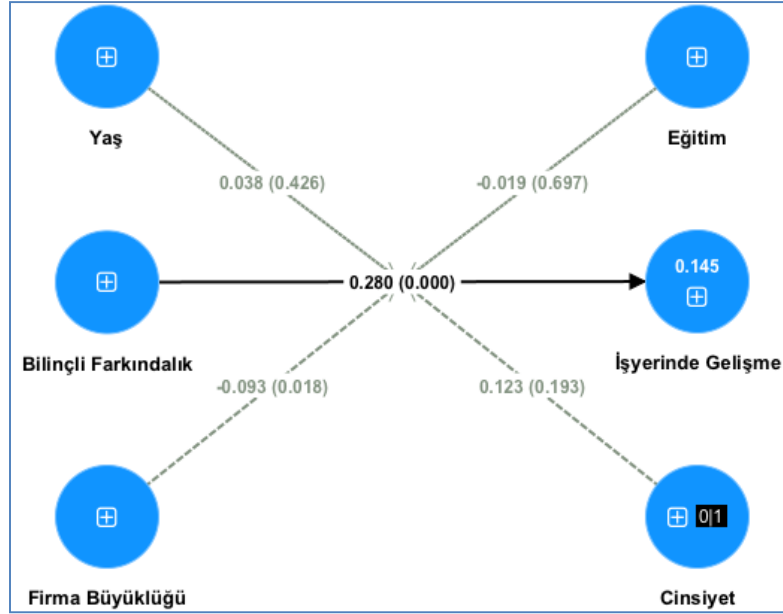 Yaş
Eğitim
0.038 (0.426)
-0.019 (0.697)
0.145
0.280 (0.000)
Bilinçli Farkındalık
İşyerinde Gelişme
-0.093 (0.018)
0.123 (0.193)
0|1
Firma Büyüklüğü
Cinsiyet